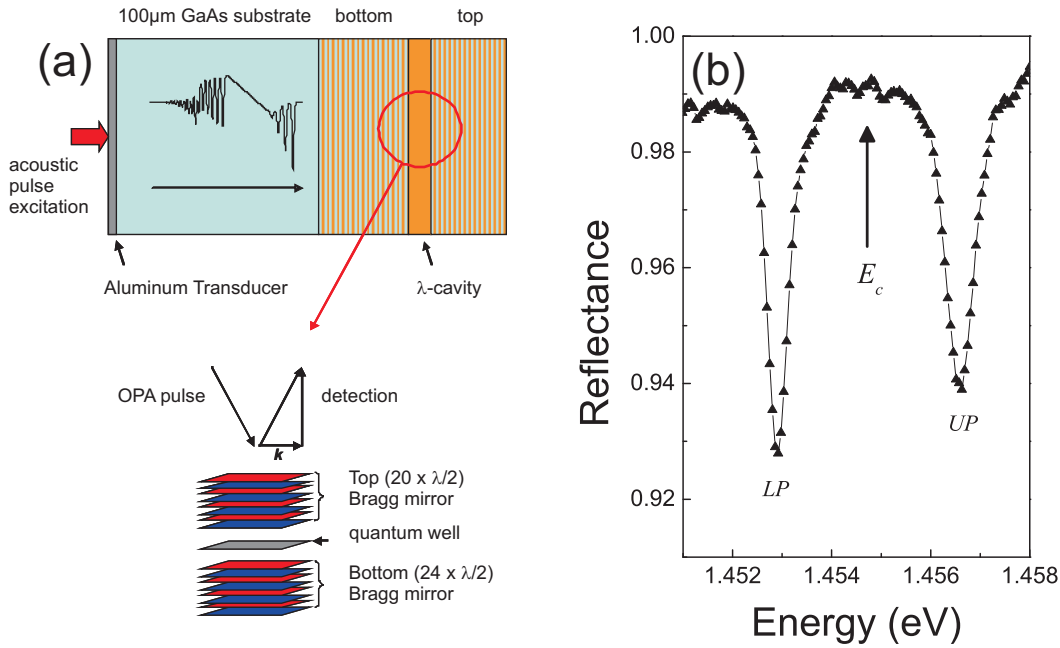 100μm GaAs substrate
bottom
top
(a)
acoustic
pulse
excitation
Aluminum Transducer
λ-cavity
OPA pulse
detection
k
Top (20 x λ/2)
Bragg mirror
quantum well
Bottom (24 x λ/2)
Bragg mirror
(b)
1.00
0.98
0.96
0.94
0.92
Reflectance
E_c
LP
UP
1.452
1.454
1.456
1.458
Energy (eV)